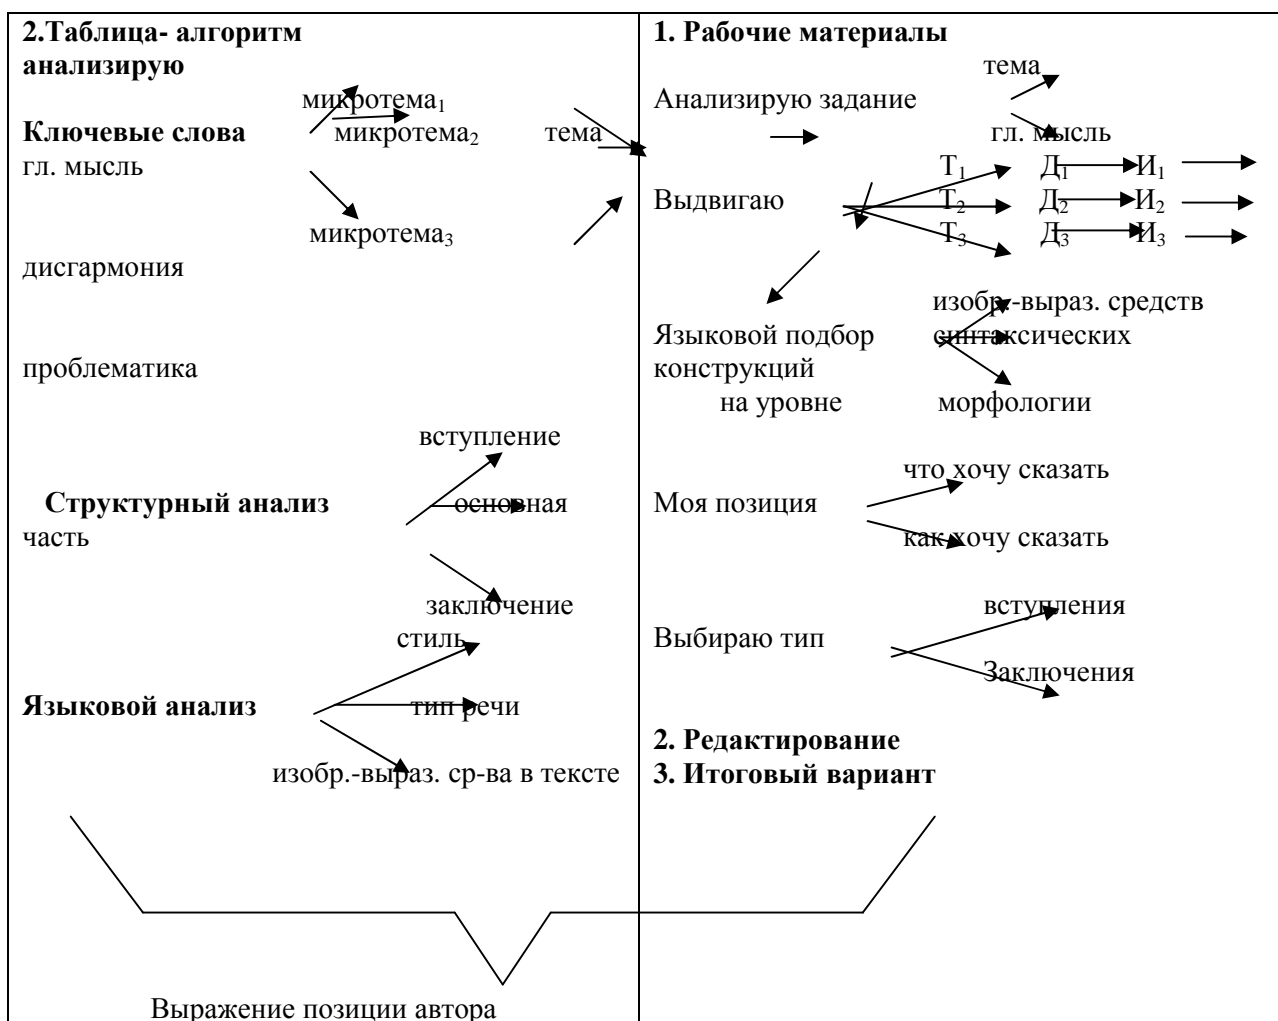 2.Таблица- алгоритм
анализирую
микротема₁
Ключевые слова микротема₂ тема
гл. мысль
микротема₃
дисгармония
проблематика
вступление
Структурный анализ основная
часть
заключение
стиль
Языковой анализ тип речи
изобр.-выраз. ср-ва в тексте
Выражение позиции автора
1. Рабочие материалы
тема
Анализирую задание
гл. мысль
Т₁ Д₁ И₁
Выдвигаю Т₂ Д₂ И₂
Т₃ Д₃ И₃
изобр.-выраз. средств
Языковой подбор синтаксических
конструкций
на уровне морфологии
что хочу сказать
Моя позиция
как хочу сказать
вступления
Выбираю тип
Заключения
2. Редактирование
3. Итоговый вариант